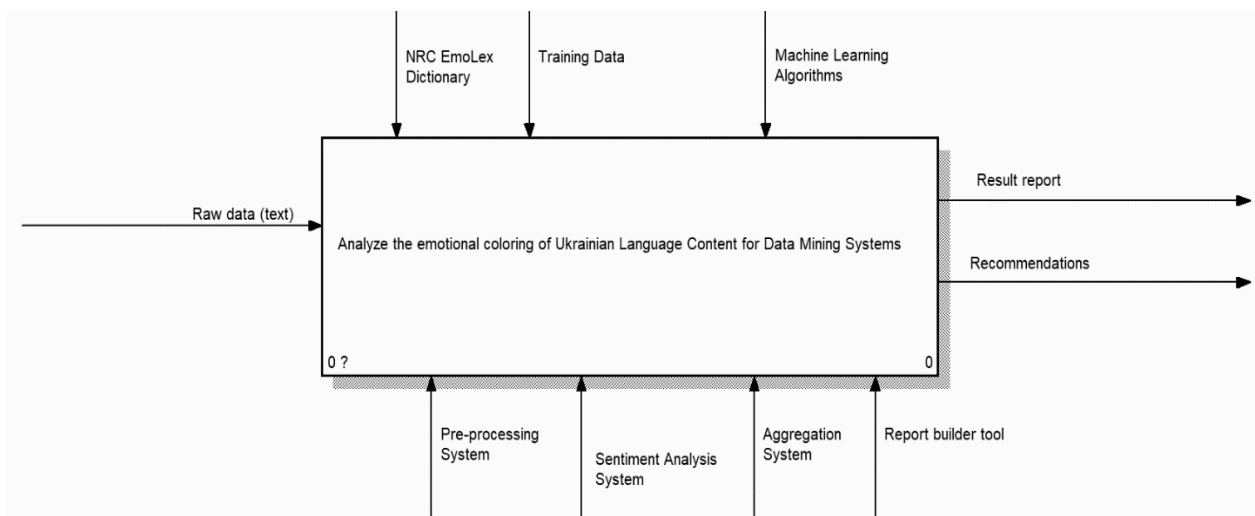 NRC EmoLex
Dictionary
Training Data
Machine Learning
Algorithms
Result report
Raw data (text)
Analyze the emotional coloring of Ukrainian Language Content for Data Mining Systems
Recommendations
0 ?
0
Pre-processing
System
Sentiment Analysis
System
Aggregation
System
Report builder tool